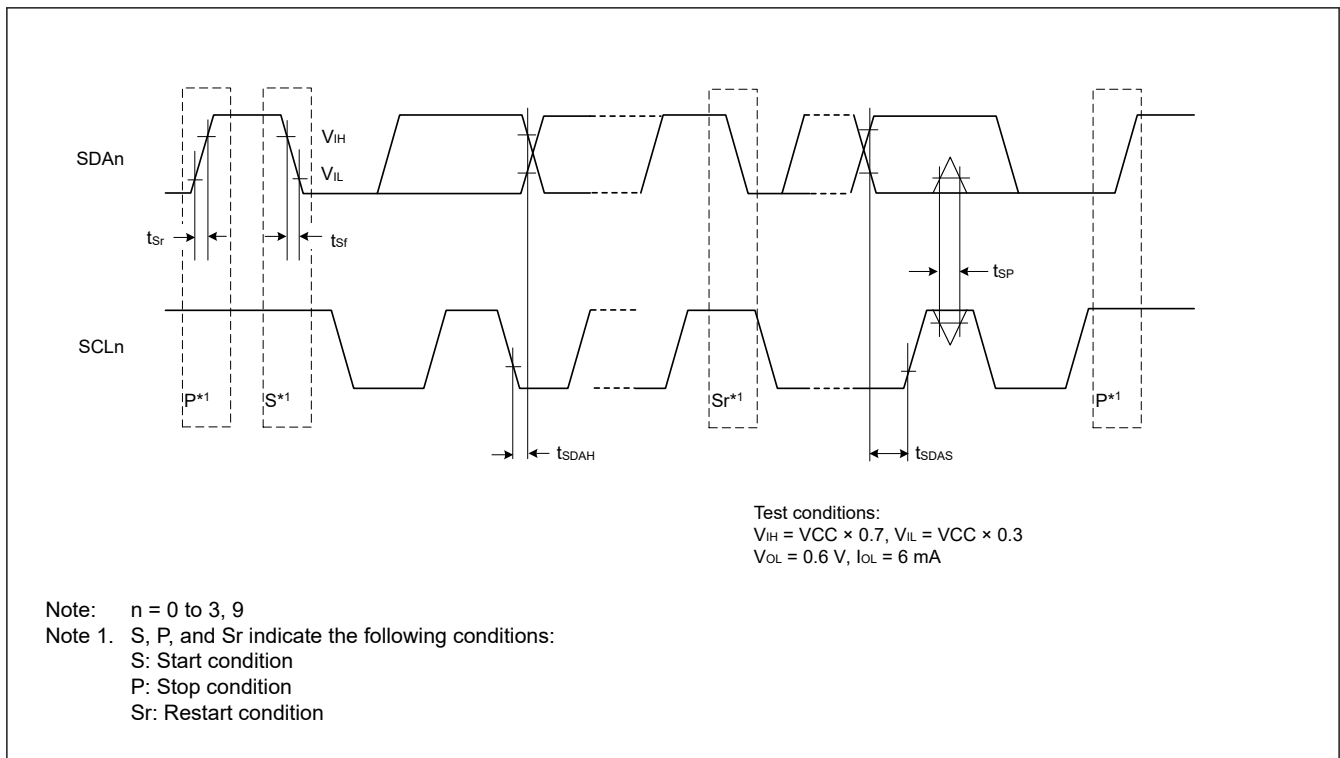 SDAn
VIH
VIL
tSr
tSf
tSP
SCLn
P*1
S*1
Sr*1
P*1
tSDAH
tSDAS
Test conditions:
VIH = VCC × 0.7, VIL = VCC × 0.3
VOL = 0.6 V, IOL = 6 mA
Note: n = 0 to 3, 9
Note 1. S, P, and Sr indicate the following conditions:
S: Start condition
P: Stop condition
Sr: Restart condition